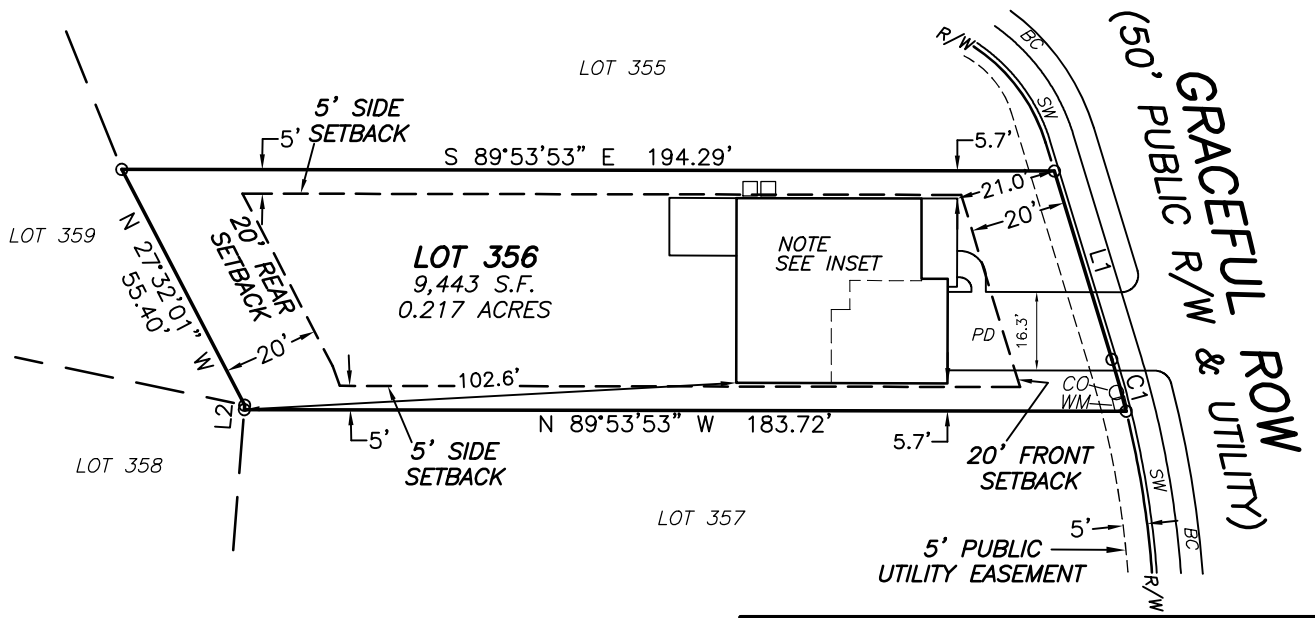 LOT 355
R/W
BC
SW
GRACEFUL ROW
(50' PUBLIC R/W & UTILITY)
5' SIDE
SETBACK
5'
S 89°53'53" E 194.29'
5.7'
21.0'
20'
L1
LOT 359
N 27°32'01" W
55.40'
20' REAR
SETBACK
20'
LOT 356
9,443 S.F.
0.217 ACRES
NOTE
SEE INSET
PD
16.3'
102.6'
CO
WM
C1
L2
5'
N 89°53'53" W 183.72'
5.7'
5' SIDE
SETBACK
20' FRONT
SETBACK
LOT 358
LOT 357
SW
BC
5'
5' PUBLIC
UTILITY EASEMENT
R/W